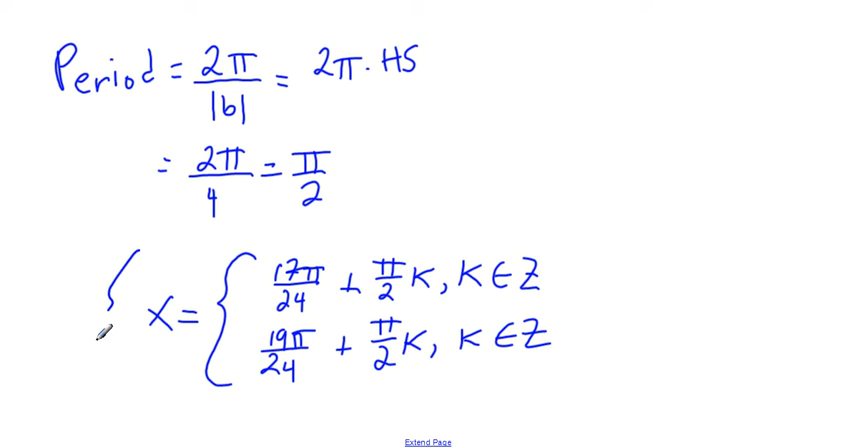 Period = 2π/|b| = 2π · HS
= 2π/4 = π/2
x = { 17π/24 + π/2 K, K ∈ Z
19π/24 + π/2 K, K ∈ Z
Extend Page